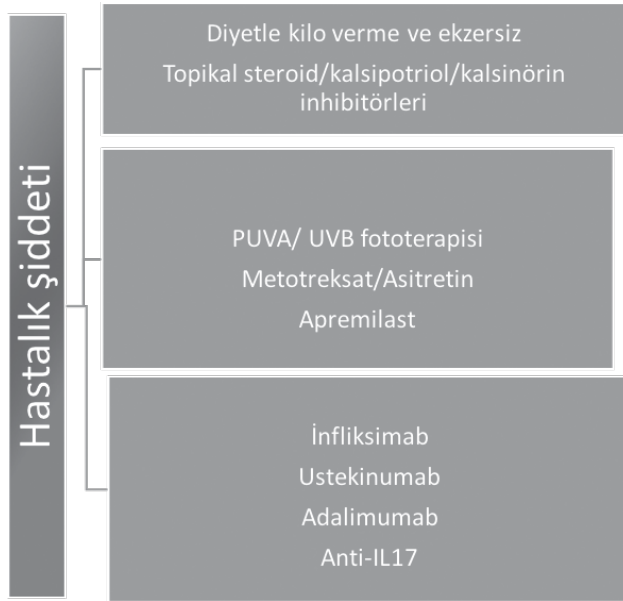 Hastalık şiddeti
Diyetle kilo verme ve ekzersiz
Topikal steroid/kalsipotriol/kalsinörin
inhibitörleri
PUVA/ UVB fototerapisi
Metotreksat/Asitretin
Apremilast
İnfliksimab
Ustekinumab
Adalimumab
Anti-IL17